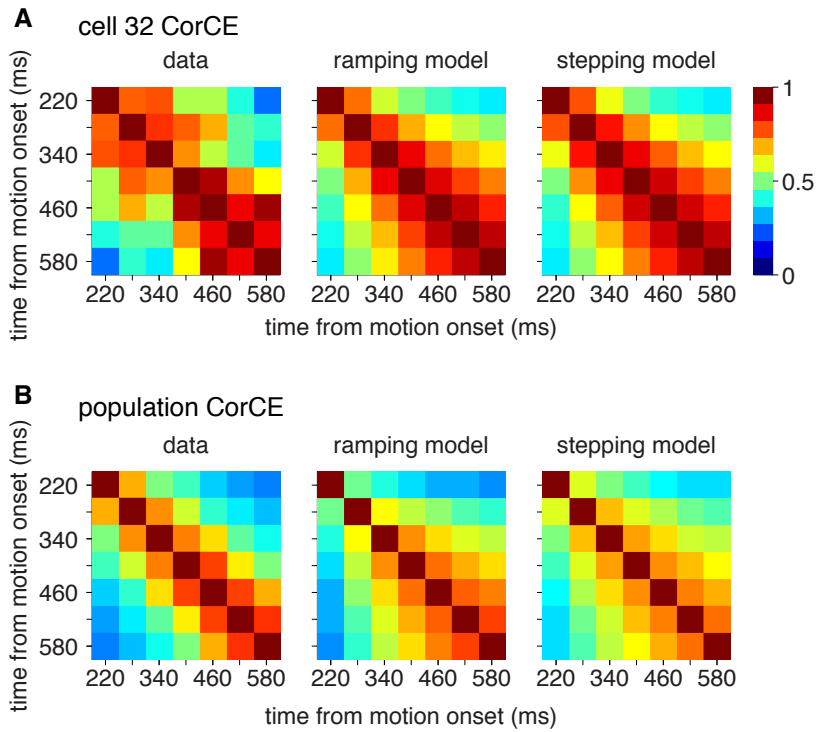 A
cell 32 CorCE
data
ramping model
stepping model
time from motion onset (ms)
220
340
460
580
1
0.5
0
220 340 460 580
220 340 460 580
220 340 460 580
time from motion onset (ms)
B
population CorCE
data
ramping model
stepping model
time from motion onset (ms)
220
340
460
580
220 340 460 580
220 340 460 580
220 340 460 580
time from motion onset (ms)